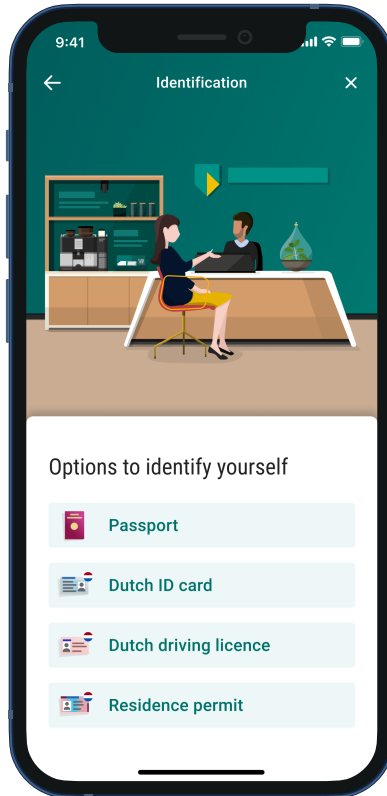 9:41
Identification
Options to identify yourself
Passport
Dutch ID card
Dutch driving licence
Residence permit